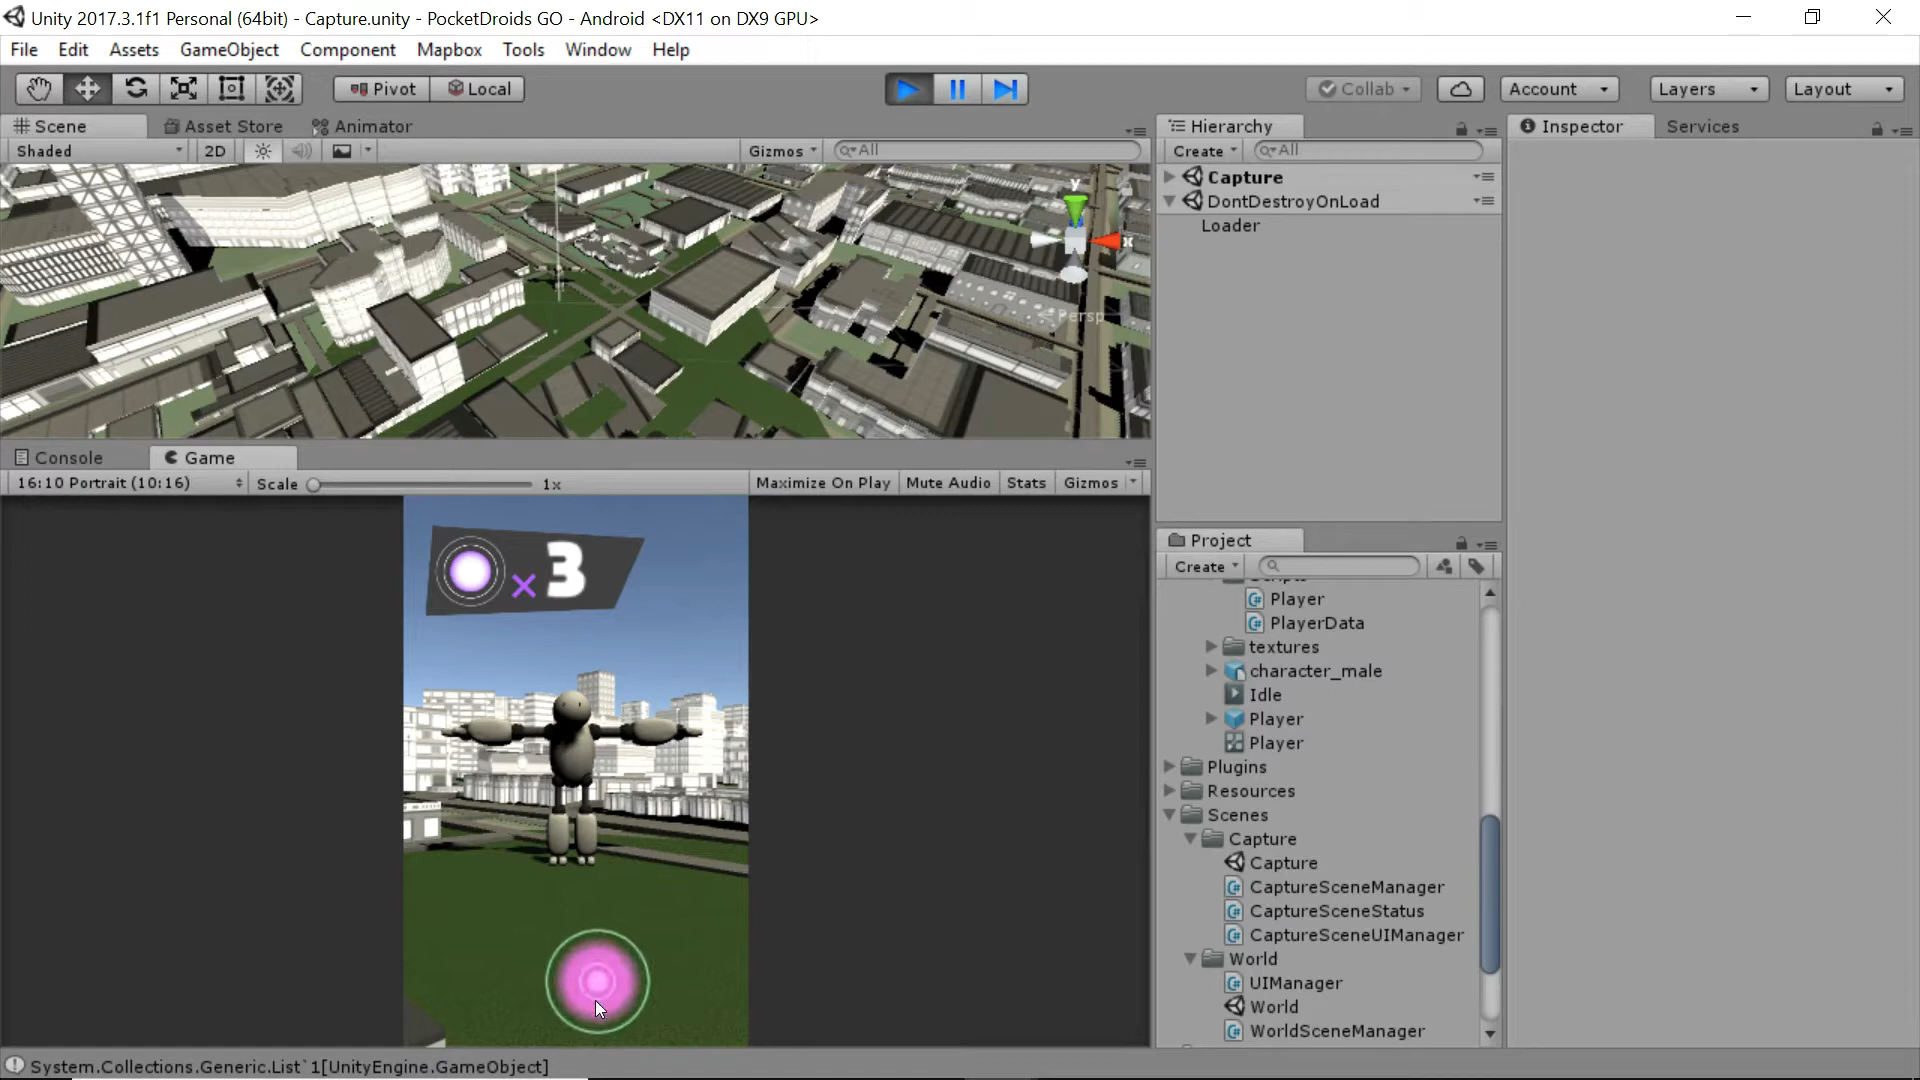 Unity 2017.3.1f1 Personal (64bit) - Capture.unity - PocketDroids GO - Android <DX11 on DX9 GPU>
File Edit Assets GameObject Component Mapbox Tools Window Help
Pivot Local Collab Account Layers Layout
Scene Asset Store Animator
Shaded 2D Gizmos All
y
x
Persp
Hierarchy
Create All
Capture
DontDestroyOnLoad
Loader
Inspector Services
Console Game
16:10 Portrait (10:16) Scale 1x Maximize On Play Mute Audio Stats Gizmos
× 3
Project
Create
Scripts
Player
PlayerData
textures
character_male
Idle
Player
Player
Plugins
Resources
Scenes
Capture
Capture
CaptureSceneManager
CaptureSceneStatus
CaptureSceneUIManager
World
UIManager
World
WorldSceneManager
System.Collections.Generic.List`1[UnityEngine.GameObject]